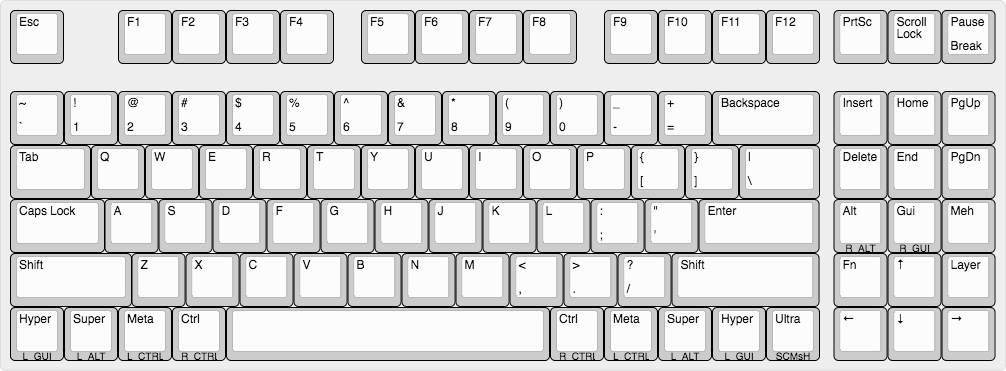 Esc F1 F2 F3 F4 F5 F6 F7 F8 F9 F10 F11 F12 PrtSc Scroll Lock Pause Break
~ ! @ # $ % ^ & * ( ) _ + Backspace Insert Home PgUp
` 1 2 3 4 5 6 7 8 9 0 - =
Tab Q W E R T Y U I O P { } | Delete End PgDn
[ ] \
Caps Lock A S D F G H J K L : " Enter Alt Gui Meh
; '
R_ALT R_GUI
Shift Z X C V B N M < > ? Shift Fn ↑ Layer
, . /
Hyper Super Meta Ctrl Ctrl Meta Super Hyper Ultra ← ↓ →
L_GUI L_ALT L_CTRL R_CTRL R_CTRL L_CTRL L_ALT L_GUI SCMsH